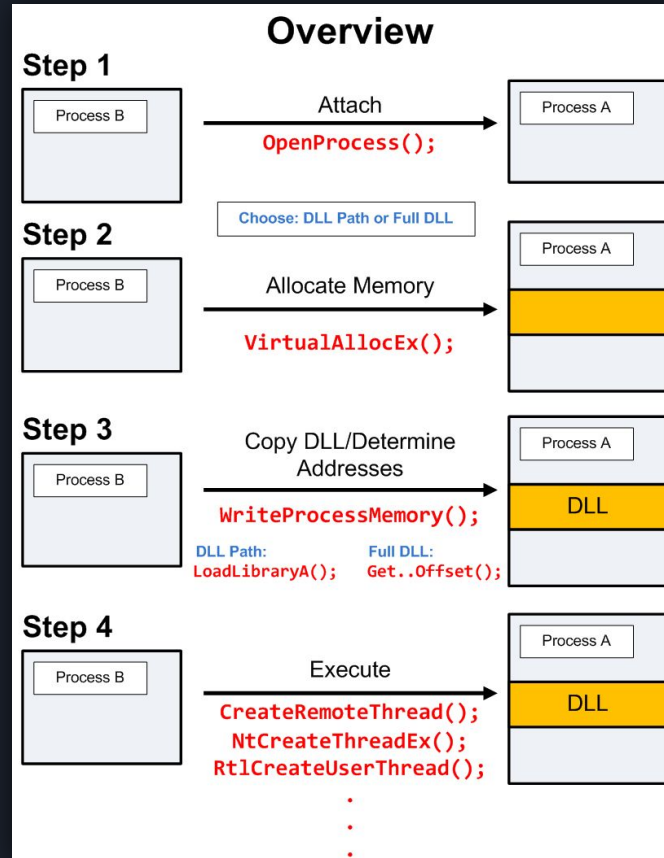 Overview
Step 1
Process B
Attach
OpenProcess();
Process A
Choose: DLL Path or Full DLL
Step 2
Process B
Allocate Memory
VirtualAllocEx();
Process A
Step 3
Process B
Copy DLL/Determine
Addresses
WriteProcessMemory();
DLL Path:
LoadLibraryA();
Full DLL:
Get..Offset();
Process A
DLL
Step 4
Process B
Execute
CreateRemoteThread();
NtCreateThreadEx();
RtlCreateUserThread();
.
.
.
Process A
DLL